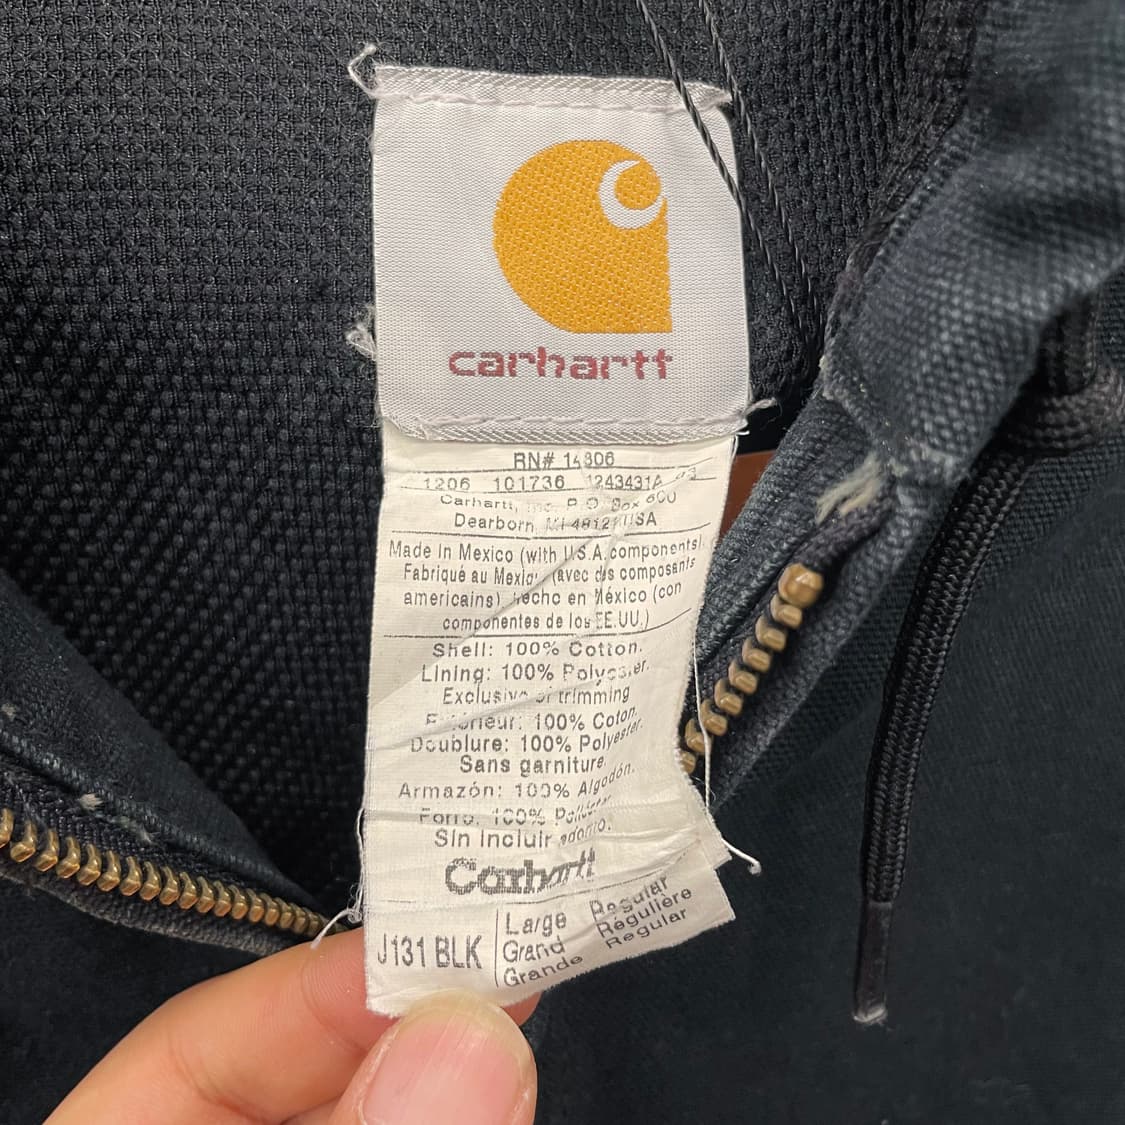 carhartt
RN# 14806
1206 101736 1243431A
Carhartt, Inc. P.O. Box 600
Dearborn, MI 48121 USA
Made In Mexico (with U.S.A. components).
Fabriqué au Mexique (avec des composants
americains) Hecho en México (con
componentes de los EE.UU.)
Shell: 100% Cotton.
Lining: 100% Polyester.
Exclusive of trimming
Extérieur: 100% Coton.
Doublure: 100% Polyester.
Sans garniture.
Armazón: 100% Algodón.
Forro: 100% Poliéster
Sin incluir adorno.
Carhartt
J131 BLK
Large Regular
Grand Régulière
Grande Regular